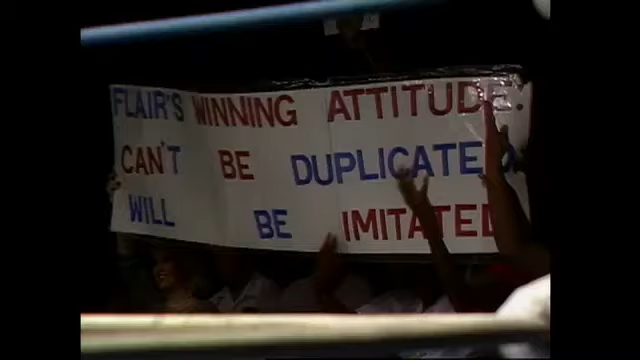 FLAIR'S WINNING ATTITUDE:
CAN'T BE DUPLICATED,
WILL BE IMITATED